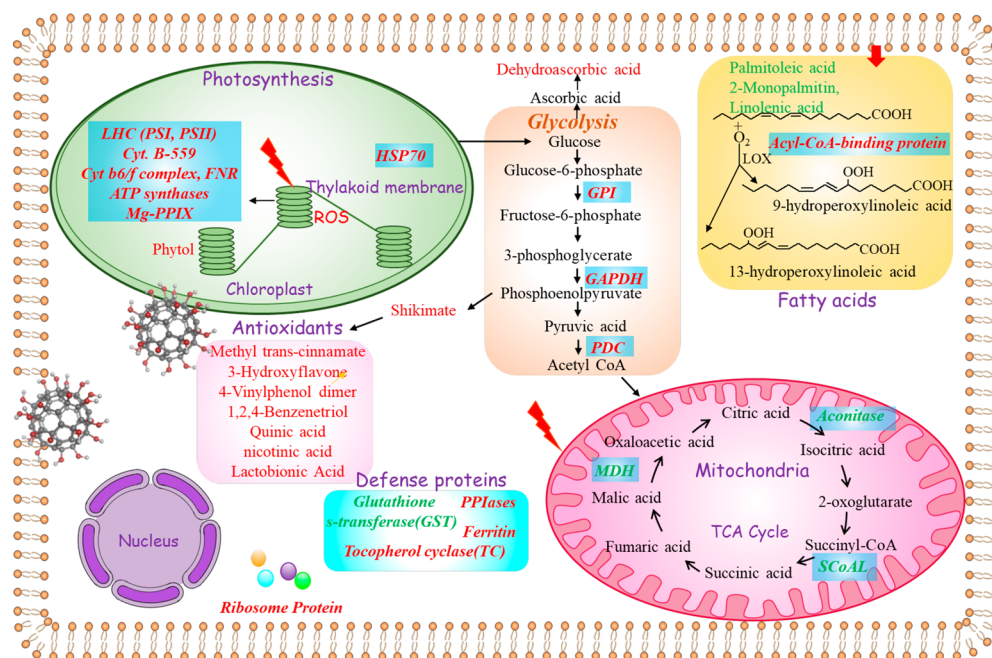 Photosynthesis
LHC (PSI, PSII)
Cyt. B-559
Cyt b6/f complex, FNR
ATP synthases
Mg-PPIX
HSP70
Thylakoid membrane
ROS
Phytol
Chloroplast
Dehydroascorbic acid
Ascorbic acid
Glycolysis
Glucose
Glucose-6-phosphate
GPI
Fructose-6-phosphate
3-phosphoglycerate
GAPDH
Phosphoenolpyruvate
Pyruvic acid
PDC
Acetyl CoA
Shikimate
Palmitoleic acid
2-Monopalmitin,
Linolenic acid
COOH
+
O2
Acyl-CoA-binding protein
LOX
OOH
COOH
9-hydroperoxylinoleic acid
OOH
COOH
13-hydroperoxylinoleic acid
Fatty acids
Antioxidants
Methyl trans-cinnamate
3-Hydroxyflavone
4-Vinylphenol dimer
1,2,4-Benzenetriol
Quinic acid
nicotinic acid
Lactobionic Acid
Defense proteins
Glutathione
s-transferase(GST)
PPIases
Ferritin
Tocopherol cyclase(TC)
Nucleus
Ribosome Protein
Citric acid
Aconitase
Oxaloacetic acid
Isocitric acid
MDH
Mitochondria
Malic acid
2-oxoglutarate
TCA Cycle
Fumaric acid
Succinyl-CoA
SCoAL
Succinic acid